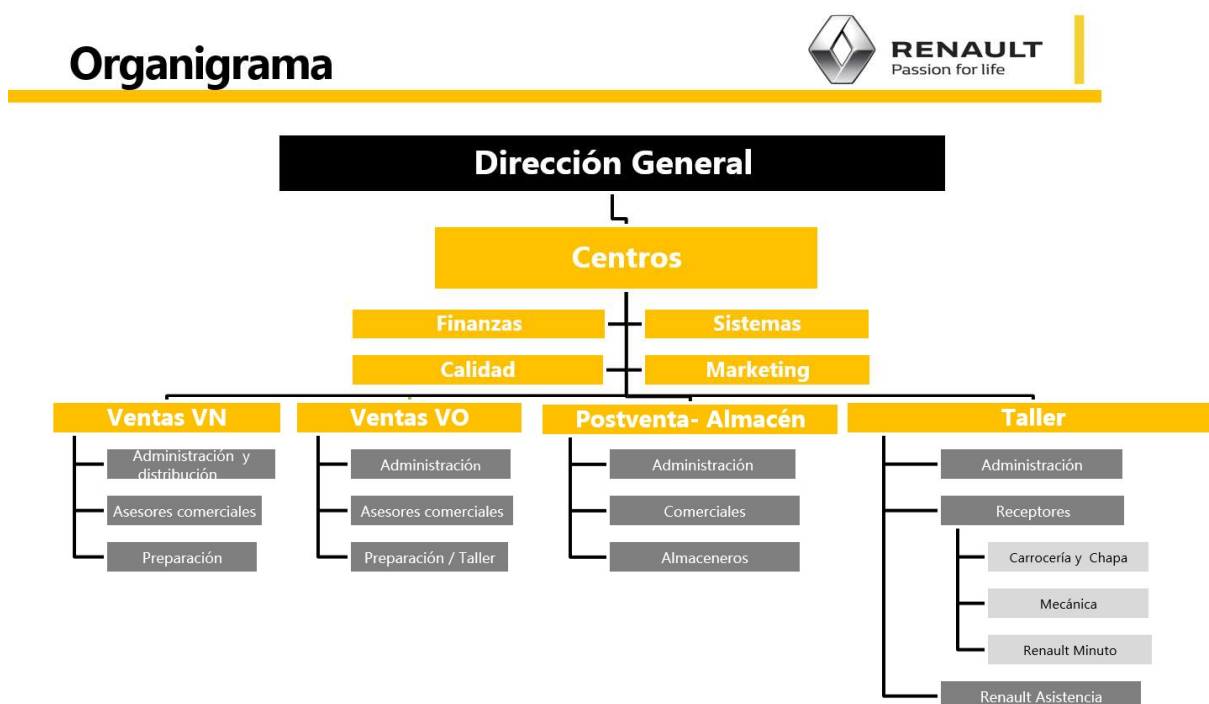 Organigrama
RENAULT
Passion for life
Dirección General
Centros
Finanzas
Sistemas
Calidad
Marketing
Ventas VN
Ventas VO
Postventa- Almacén
Taller
Administración y
distribución
Administración
Administración
Administración
Asesores comerciales
Asesores comerciales
Comerciales
Receptores
Preparación
Preparación / Taller
Almaceneros
Carrocería y Chapa
Mecánica
Renault Minuto
Renault Asistencia